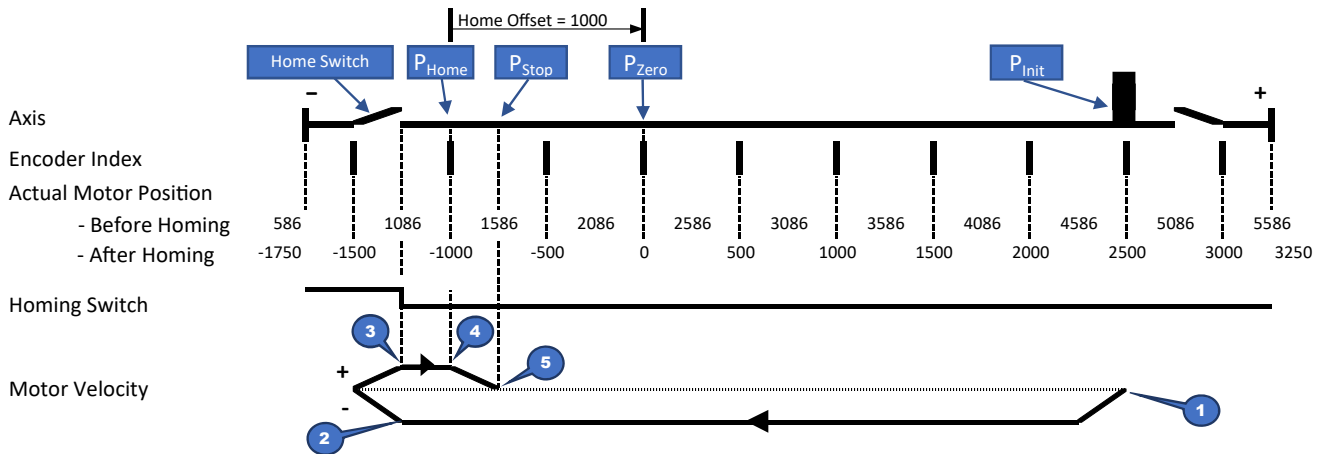 Home Offset = 1000
Home Switch PHome PStop PZero PInit
− +
Axis
Encoder Index
Actual Motor Position
- Before Homing 586 1086 1586 2086 2586 3086 3586 4086 4586 5086 5586
- After Homing -1750 -1500 -1000 -500 0 500 1000 1500 2000 2500 3000 3250
Homing Switch
3 4
5
+
Motor Velocity
-
1
2